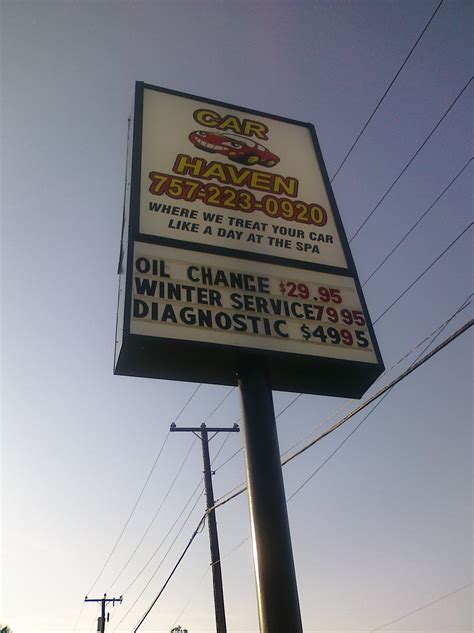 CAR
HAVEN
757-223-0920
WHERE WE TREAT YOUR CAR
LIKE A DAY AT THE SPA
OIL CHANGE $29.95
WINTER SERVICE7995
DIAGNOSTIC $4995